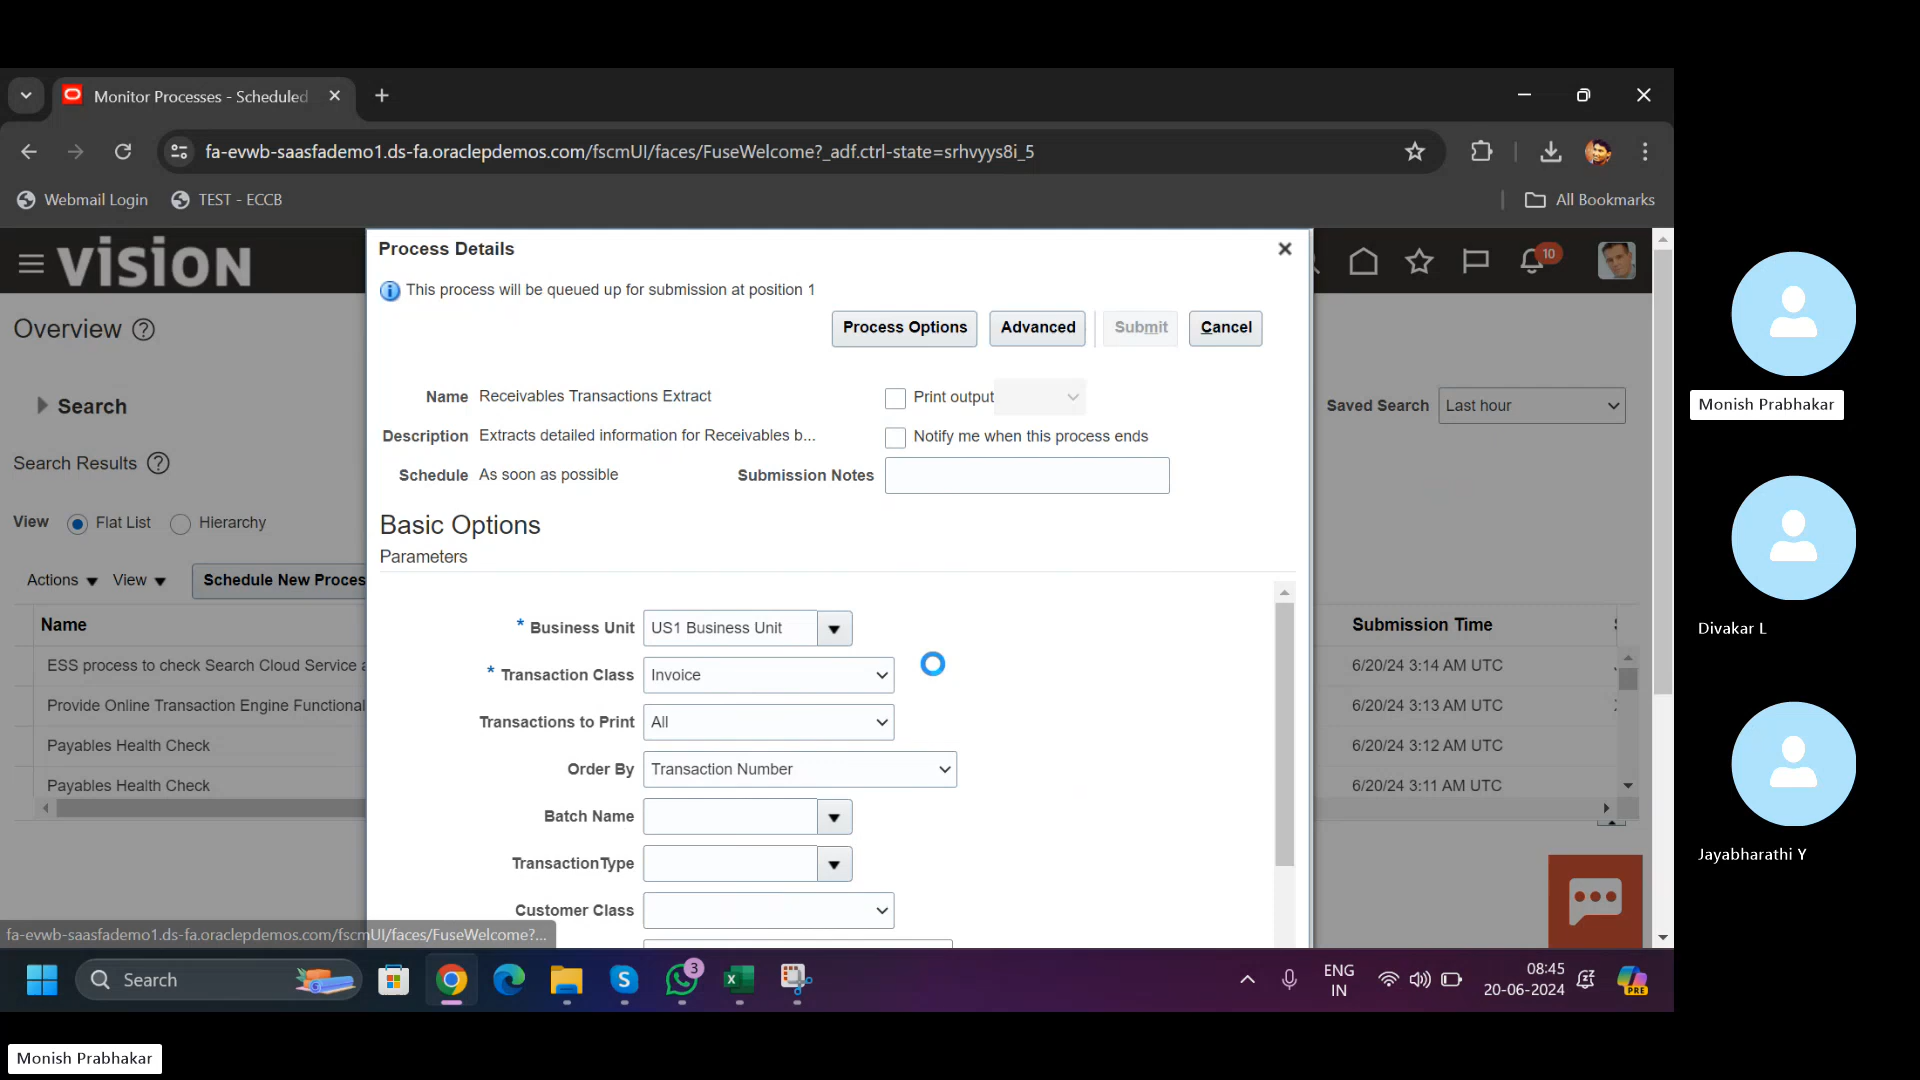 Monitor Processes - Scheduled
fa-evwb-saasfademo1.ds-fa.oraclepdemos.com/fscmUI/faces/FuseWelcome?_adf.ctrl-state=srhvyys8i_5
Webmail Login
TEST - ECCB
All Bookmarks
VISION
10
Process Details
This process will be queued up for submission at position 1
Process Options
Advanced
Submit
Cancel
Overview
Search
Saved Search
Last hour
Name
Receivables Transactions Extract
Print output
Description
Extracts detailed information for Receivables b...
Notify me when this process ends
Schedule
As soon as possible
Submission Notes
Search Results
View
Flat List
Hierarchy
Basic Options
Parameters
Actions
View
Schedule New Proces
Name
Submission Time
ESS process to check Search Cloud Service a
6/20/24 3:14 AM UTC
Provide Online Transaction Engine Functional
6/20/24 3:13 AM UTC
Payables Health Check
6/20/24 3:12 AM UTC
Payables Health Check
6/20/24 3:11 AM UTC
* Business Unit
US1 Business Unit
* Transaction Class
Invoice
Transactions to Print
All
Order By
Transaction Number
Batch Name
TransactionType
Customer Class
fa-evwb-saasfademo1.ds-fa.oraclepdemos.com/fscmUI/faces/FuseWelcome?...
Search
3
ENG
IN
08:45
20-06-2024
PRE
Monish Prabhakar
Divakar L
Jayabharathi Y
Monish Prabhakar